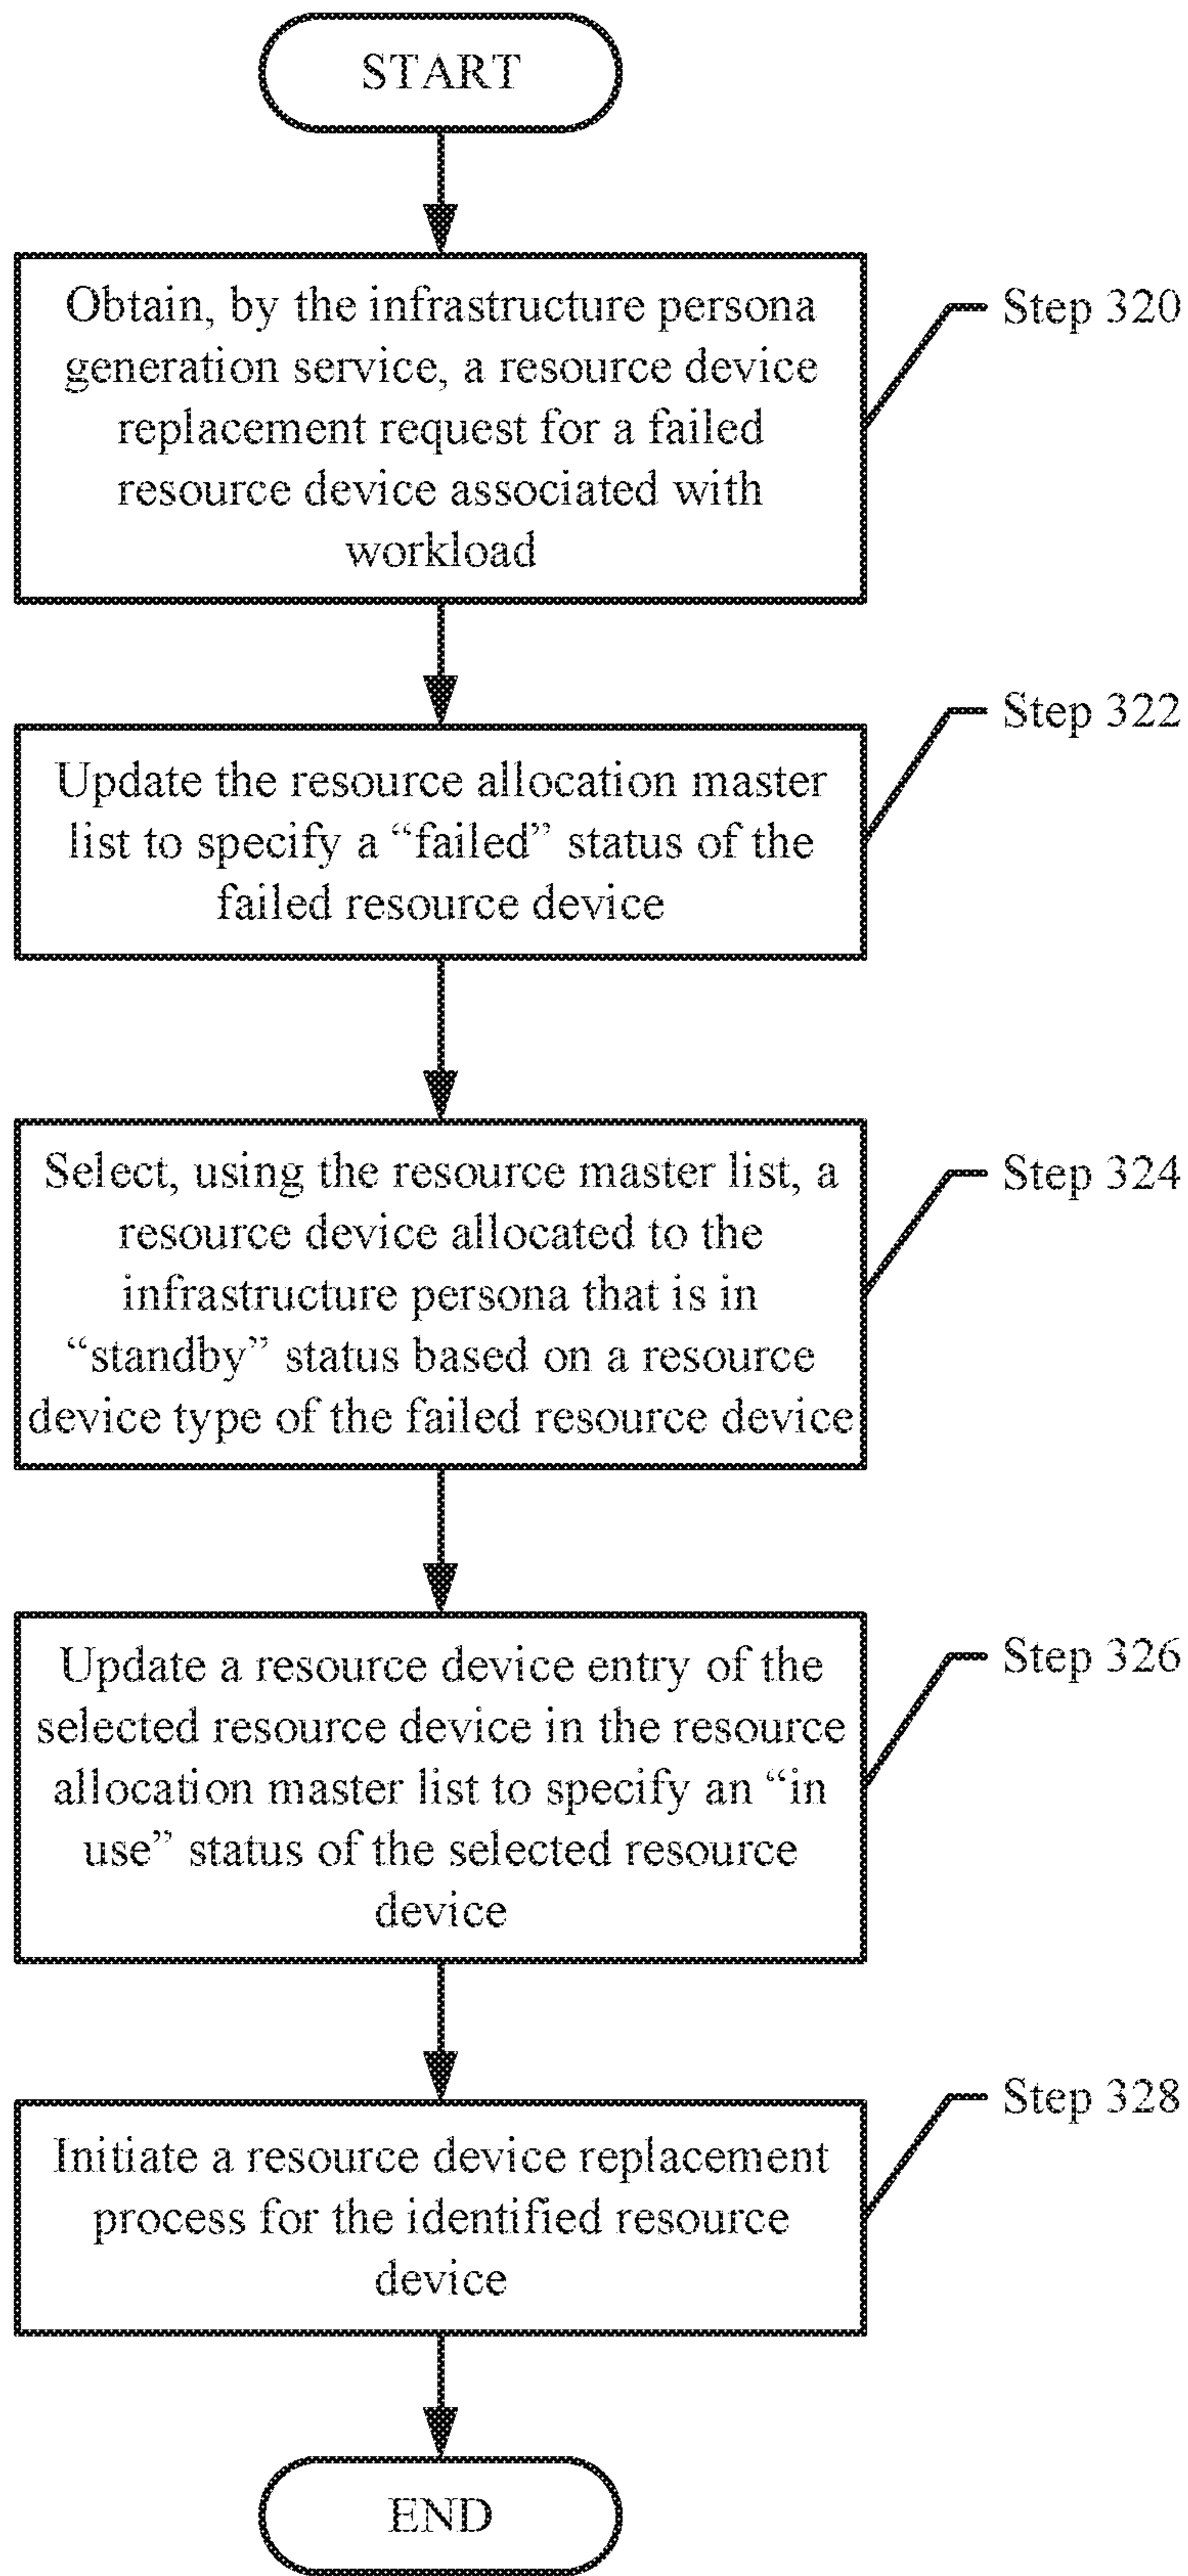 START
Obtain, by the infrastructure persona
generation service, a resource device
replacement request for a failed
resource device associated with
workload
Step 320
Update the resource allocation master
list to specify a “failed” status of the
failed resource device
Step 322
Select, using the resource master list, a
resource device allocated to the
infrastructure persona that is in
“standby” status based on a resource
device type of the failed resource device
Step 324
Update a resource device entry of the
selected resource device in the resource
allocation master list to specify an “in
use” status of the selected resource
device
Step 326
Initiate a resource device replacement
process for the identified resource
device
Step 328
END